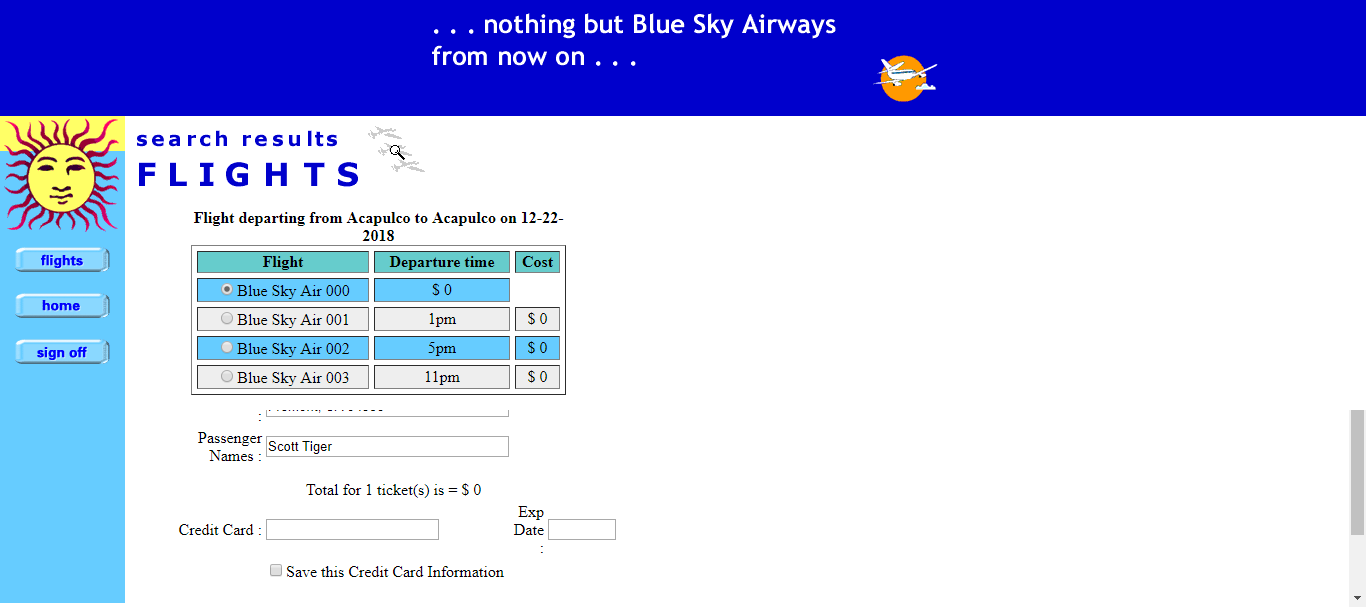 . . . nothing but Blue Sky Airways
from now on . . .
search results
FLIGHTS
flights
home
sign off
Flight departing from Acapulco to Acapulco on 12-22-
2018
Flight Departure time Cost
Blue Sky Air 000 $ 0
Blue Sky Air 001 1pm $ 0
Blue Sky Air 002 5pm $ 0
Blue Sky Air 003 11pm $ 0
:
Passenger
Names : Scott Tiger
Total for 1 ticket(s) is = $ 0
Exp
Credit Card : Date
:
Save this Credit Card Information